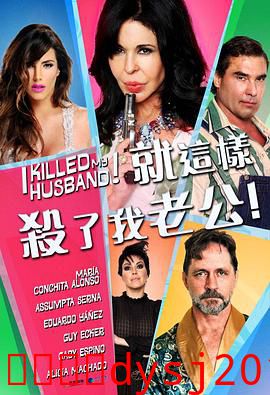 I KILLED MY
HUSBAND!
就這樣
殺了我老公!
MARIA
CONCHITA ALONSO
ASSUMPTA SERNA
EDUARDO YÁÑEZ
GUY ECKER
GABY ESPINO
ALICIA MACHADO
dysj20